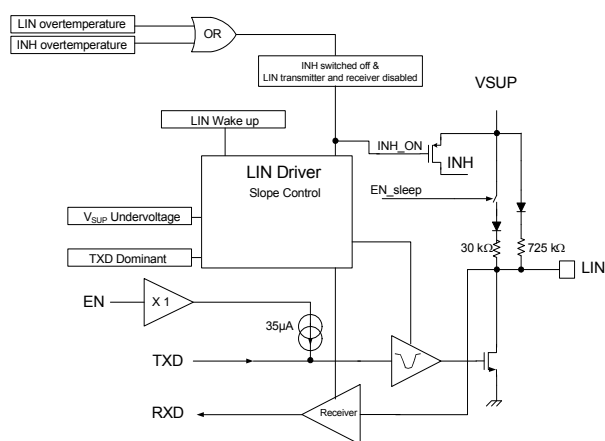 LIN overtemperature
INH overtemperature
OR
INH switched off &
LIN transmitter and receiver disabled
VSUP
LIN Wake up
INH_ON
INH
LIN Driver
Slope Control
EN_sleep
VSUP Undervoltage
TXD Dominant
30 kΩ
725 kΩ
LIN
EN
X 1
35µA
TXD
RXD
Receiver